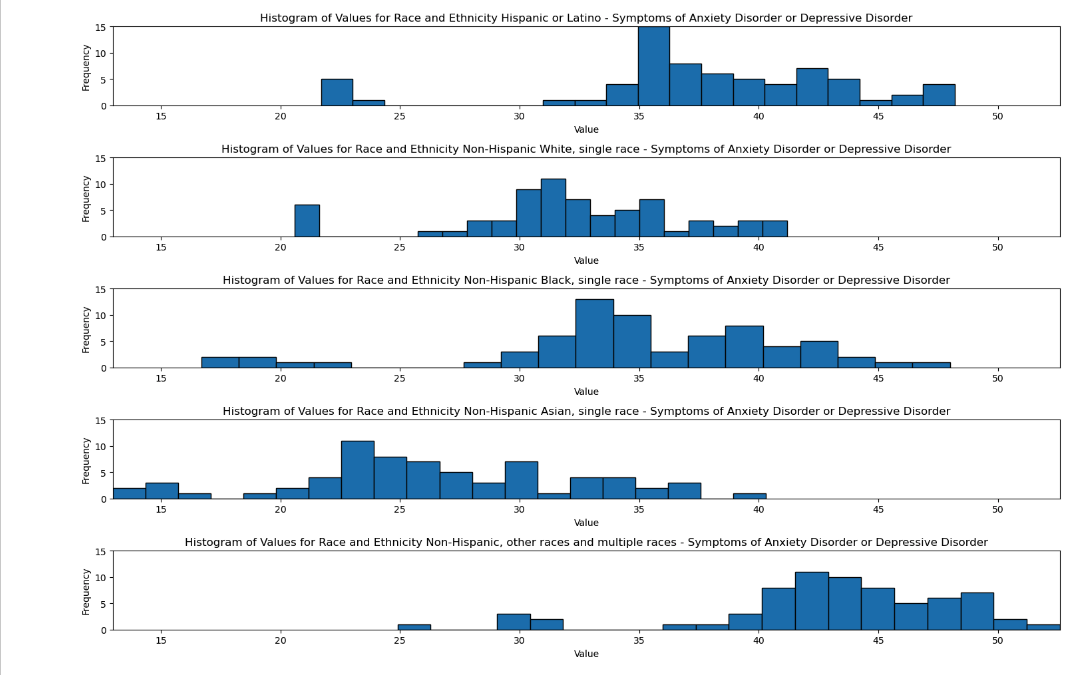 Histogram of Values for Race and Ethnicity Hispanic or Latino - Symptoms of Anxiety Disorder or Depressive Disorder
15
10
5
0
Frequency
15 20 25 30 35 40 45 50
Value
Histogram of Values for Race and Ethnicity Non-Hispanic White, single race - Symptoms of Anxiety Disorder or Depressive Disorder
15
10
5
0
Frequency
15 20 25 30 35 40 45 50
Value
Histogram of Values for Race and Ethnicity Non-Hispanic Black, single race - Symptoms of Anxiety Disorder or Depressive Disorder
15
10
5
0
Frequency
15 20 25 30 35 40 45 50
Value
Histogram of Values for Race and Ethnicity Non-Hispanic Asian, single race - Symptoms of Anxiety Disorder or Depressive Disorder
15
10
5
0
Frequency
15 20 25 30 35 40 45 50
Value
Histogram of Values for Race and Ethnicity Non-Hispanic, other races and multiple races - Symptoms of Anxiety Disorder or Depressive Disorder
15
10
5
0
Frequency
15 20 25 30 35 40 45 50
Value